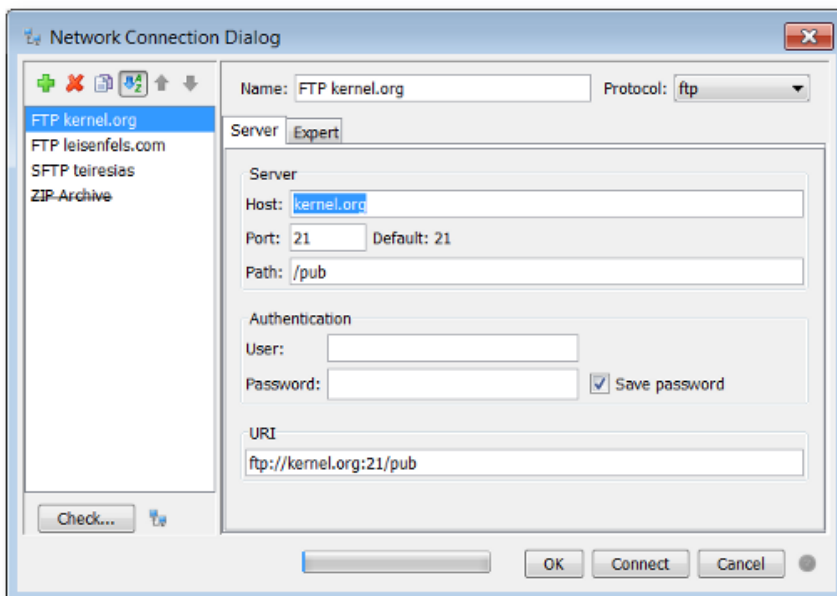 Network Connection Dialog
Name: FTP kernel.org Protocol: ftp
FTP kernel.org
FTP leisenfels.com
SFTP teiresias
ZIP Archive
Server Expert
Server
Host: kernel.org
Port: 21 Default: 21
Path: /pub
Authentication
User:
Password: Save password
URI
ftp://kernel.org:21/pub
Check...
OK Connect Cancel